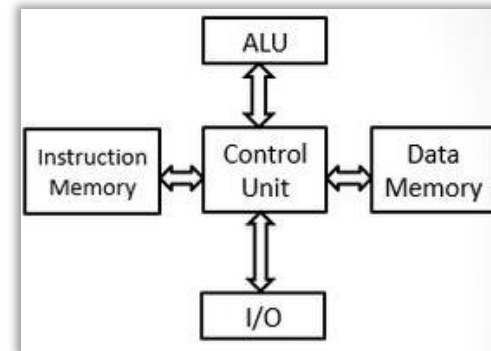 ALU
Instruction
Memory
Control
Unit
Data
Memory
I/O